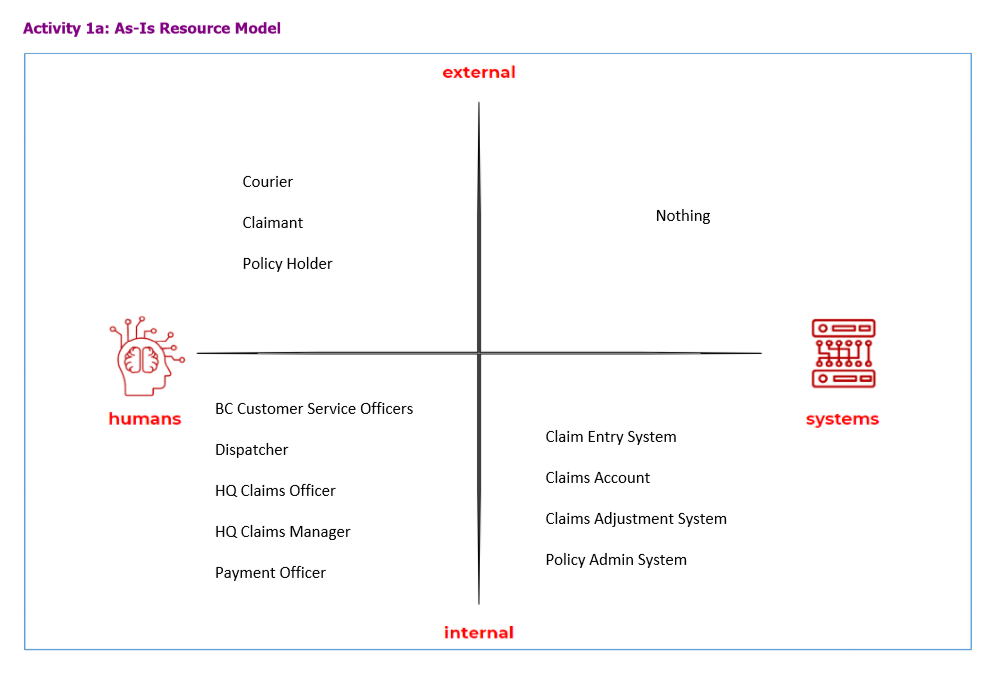 Activity 1a: As-Is Resource Model
external
Courier
Claimant
Policy Holder
Nothing
humans
systems
BC Customer Service Officers
Dispatcher
HQ Claims Officer
HQ Claims Manager
Payment Officer
Claim Entry System
Claims Account
Claims Adjustment System
Policy Admin System
internal